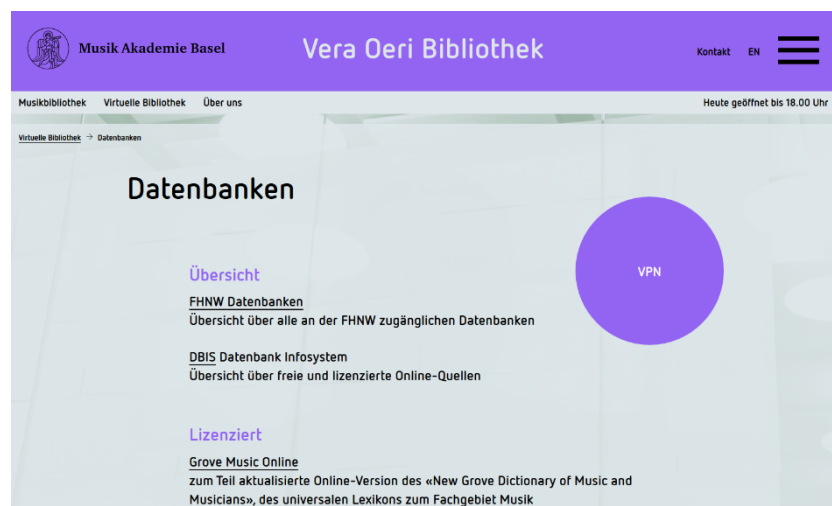 Musik Akademie Basel
Vera Oeri Bibliothek
Kontakt EN
Musikbibliothek Virtuelle Bibliothek Über uns
Heute geöffnet bis 18.00 Uhr
Virtuelle Bibliothek → Datenbanken
Datenbanken
VPN
Übersicht
FHNW Datenbanken
Übersicht über alle an der FHNW zugänglichen Datenbanken
DBIS Datenbank Infosystem
Übersicht über freie und lizenzierte Online-Quellen
Lizenziert
Grove Music Online
zum Teil aktualisierte Online-Version des «New Grove Dictionary of Music and
Musicians», des universalen Lexikons zum Fachgebiet Musik